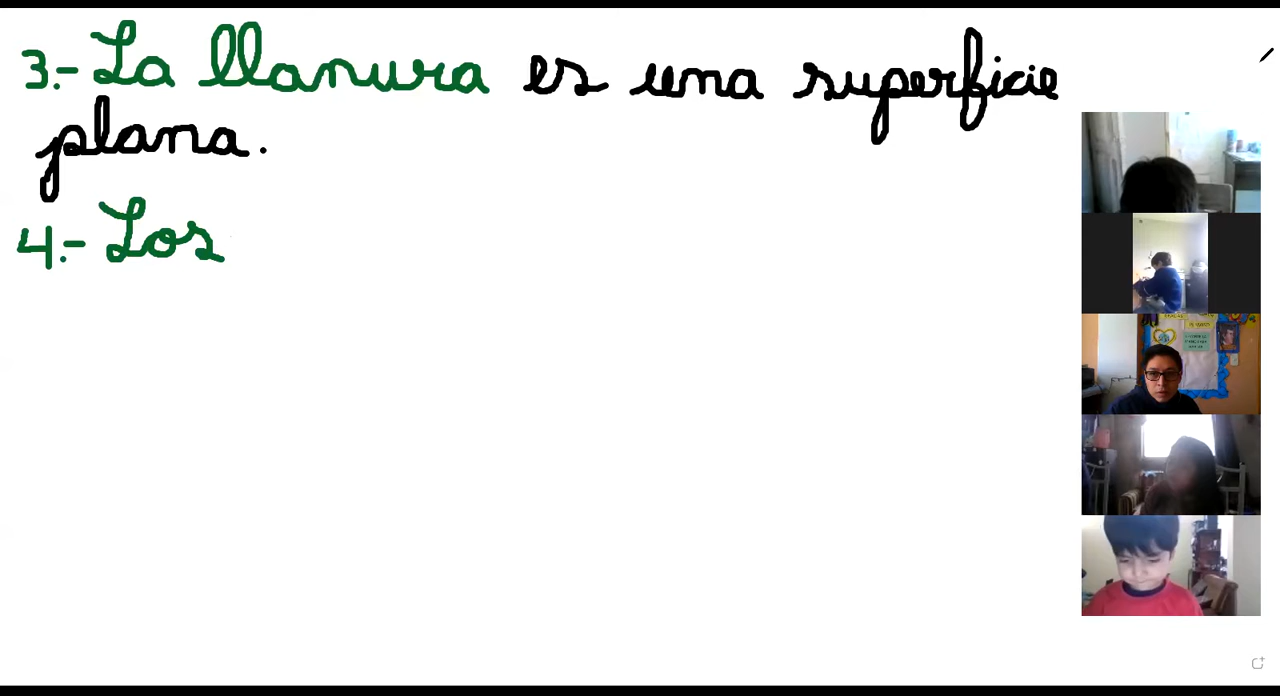 3.- La llanura es una superficie
plana.
4.- Los